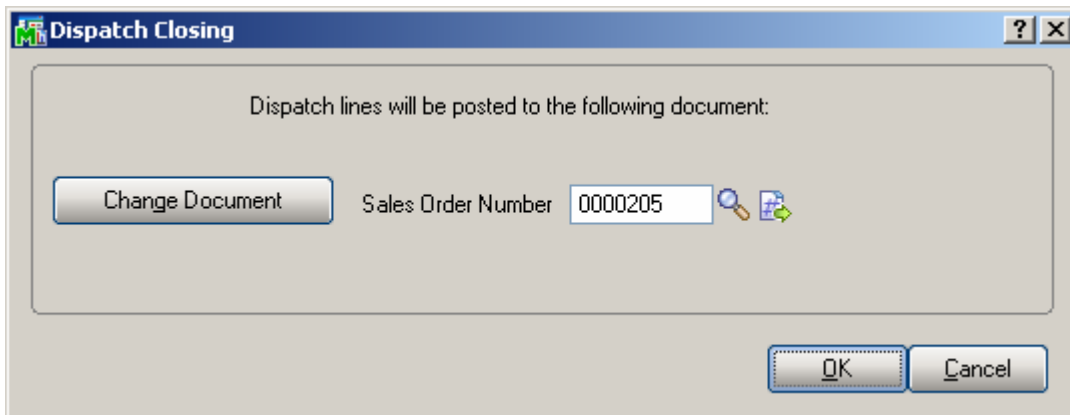 Dispatch Closing
Dispatch lines will be posted to the following document:
Change Document Sales Order Number 0000205
OK Cancel